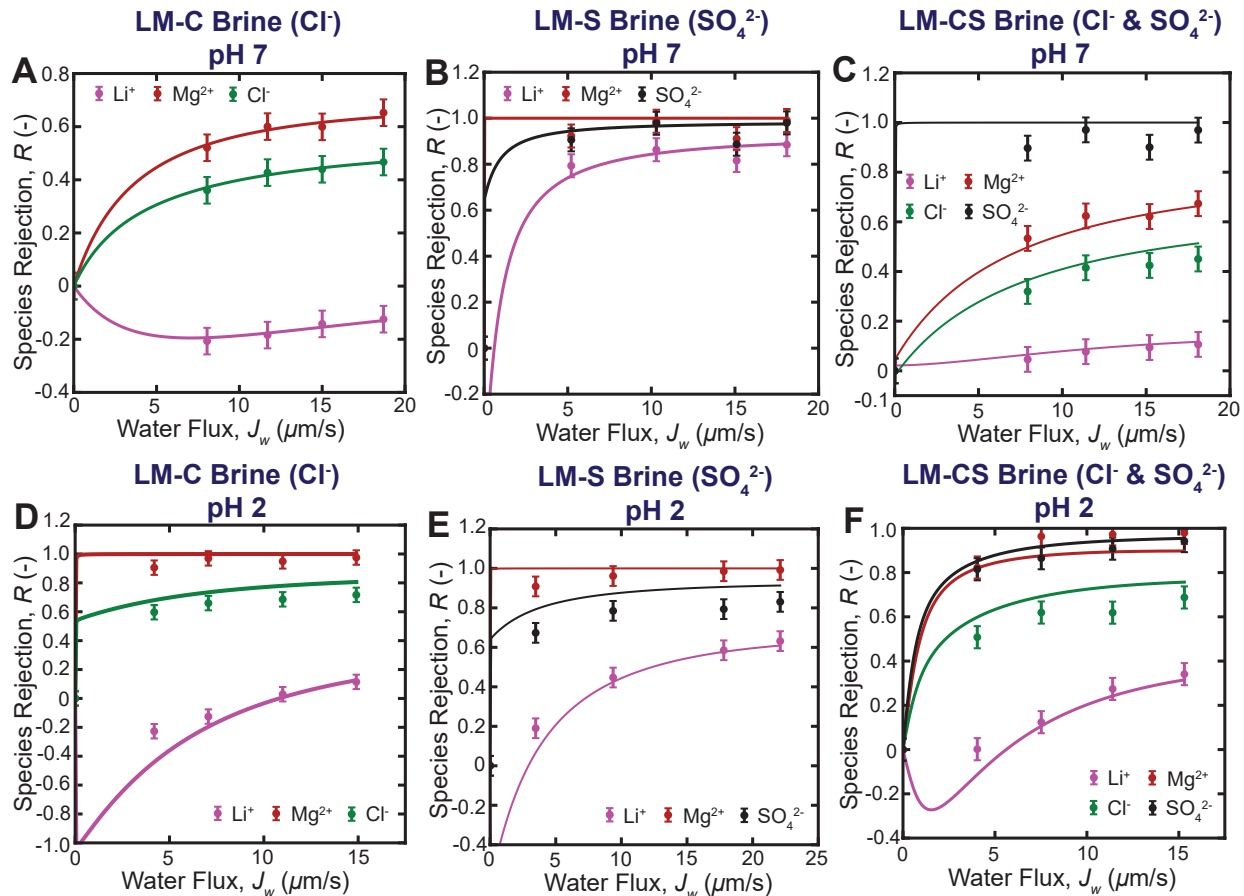 LM-C Brine (Cl⁻)
pH 7
A
Species Rejection, R (-)
0.8
0.6
0.4
0.2
0
-0.2
-0.4
Li⁺ Mg²⁺ Cl⁻
0 5 10 15 20
Water Flux, J_w (μm/s)
LM-S Brine (SO₄²⁻)
pH 7
B
Species Rejection, R (-)
1.2
1.0
0.8
0.6
0.4
0.2
0
-0.2
Li⁺ Mg²⁺ SO₄²⁻
0 5 10 15 20
Water Flux, J_w (μm/s)
LM-CS Brine (Cl⁻ & SO₄²⁻)
pH 7
C
Species Rejection, R (-)
1.2
1.0
0.8
0.6
0.4
0.2
0
-0.1
Li⁺ Mg²⁺
Cl⁻ SO₄²⁻
0 5 10 15 20
Water Flux, J_w (μm/s)
LM-C Brine (Cl⁻)
pH 2
D
Species Rejection, R (-)
1.2
1.0
0.8
0.6
0.4
0.2
0
-0.2
-0.4
-0.6
-0.8
-1.0
Li⁺ Mg²⁺ Cl⁻
0 5 10 15
Water Flux, J_w (μm/s)
LM-S Brine (SO₄²⁻)
pH 2
E
Species Rejection, R (-)
1.2
1.0
0.8
0.6
0.4
0.2
0
0.2
0.4
Li⁺ Mg²⁺ SO₄²⁻
0 5 10 15 20 25
Water Flux, J_w (μm/s)
LM-CS Brine (Cl⁻ & SO₄²⁻)
pH 2
F
Species Rejection, R (-)
1.0
0.8
0.6
0.4
0.2
0
-0.2
-0.4
Li⁺ Mg²⁺
Cl⁻ SO₄²⁻
0 5 10 15
Water Flux, J_w (μm/s)